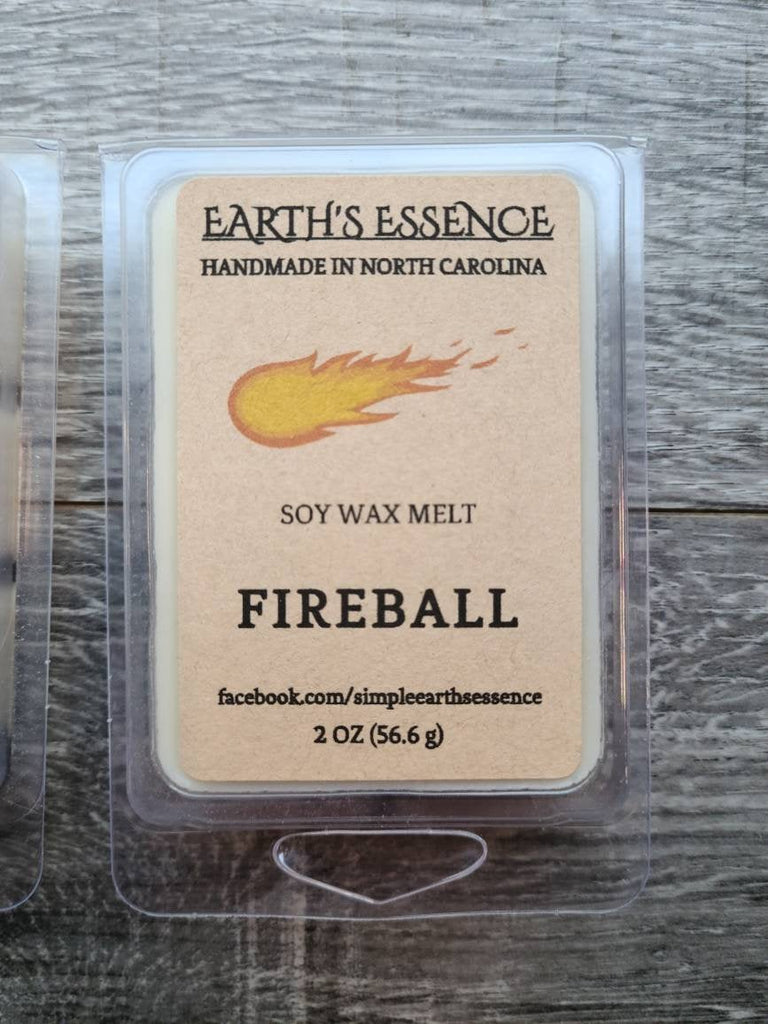 EARTH'S ESSENCE
HANDMADE IN NORTH CAROLINA
SOY WAX MELT
FIREBALL
facebook.com/simpleearthsessence
2 OZ (56.6 g)